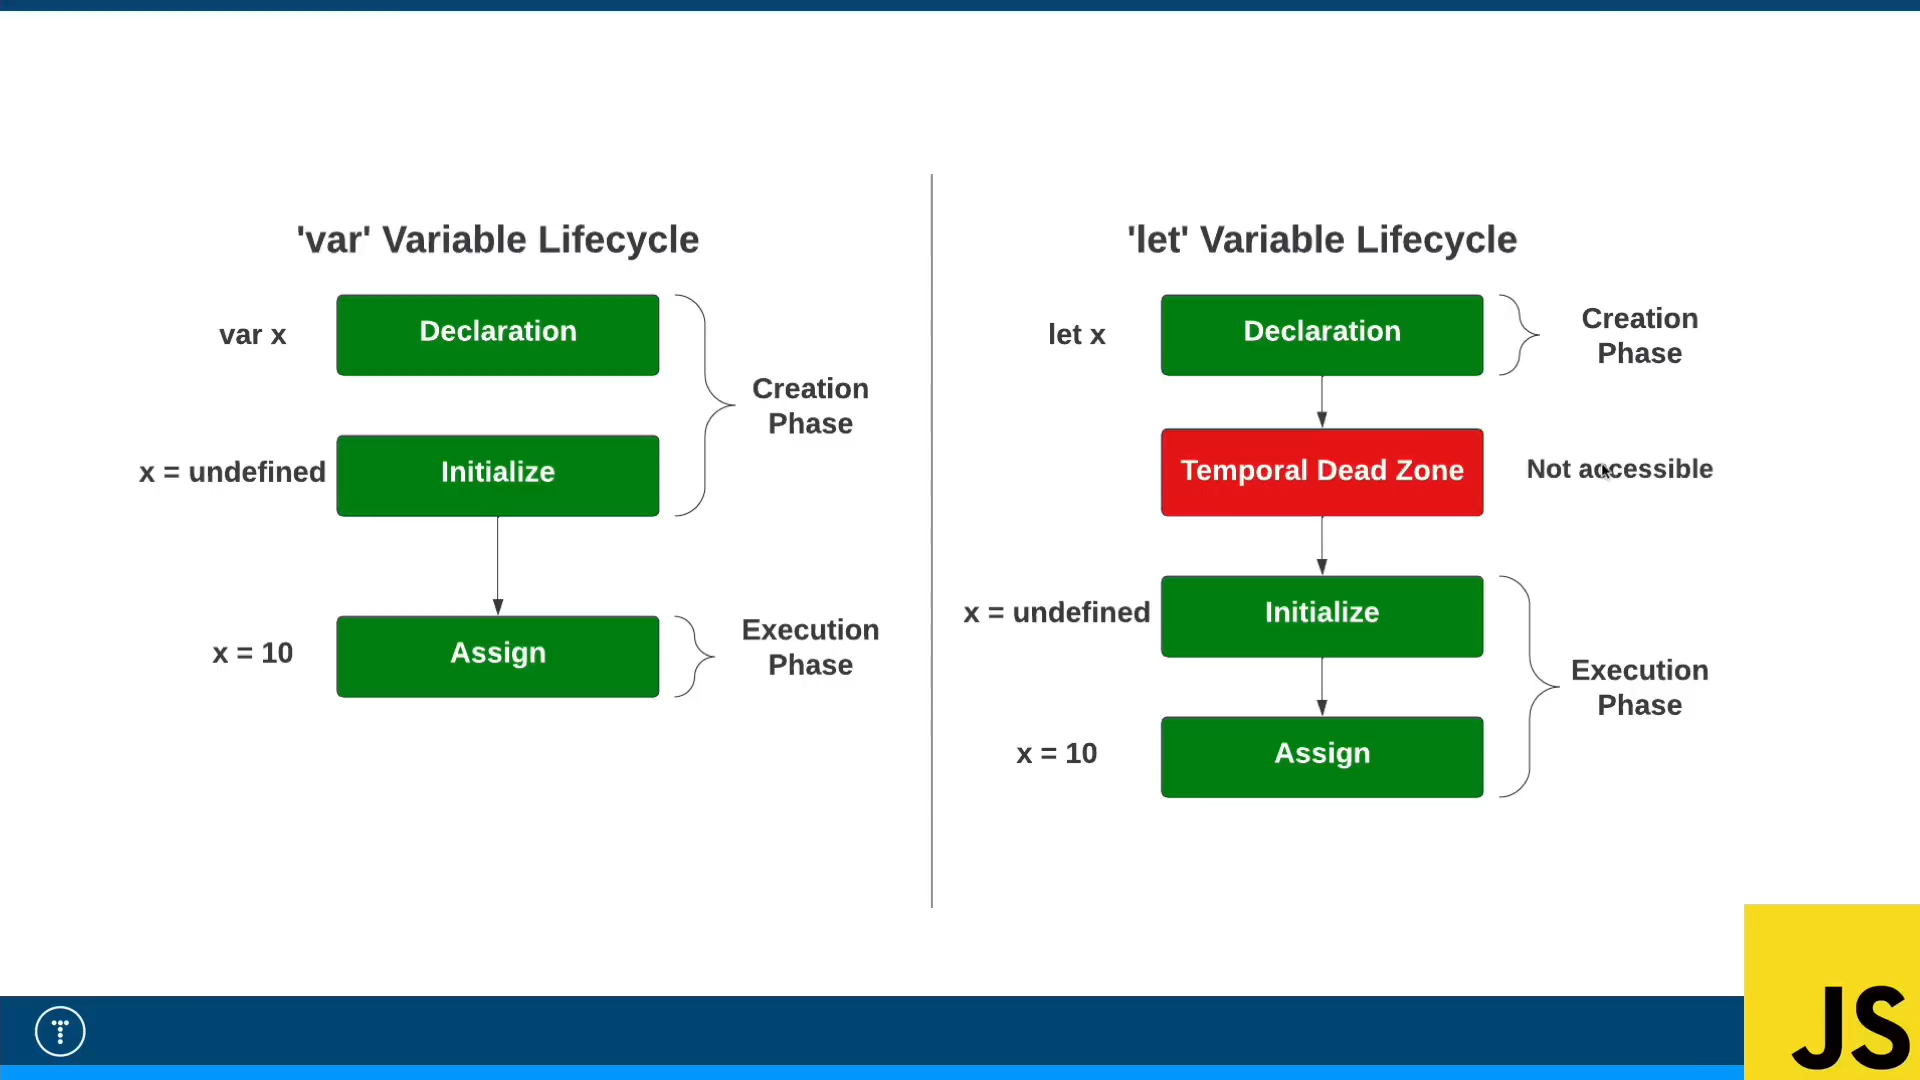 'var' Variable Lifecycle
var x
Declaration
Creation
Phase
x = undefined
Initialize
x = 10
Assign
Execution
Phase
'let' Variable Lifecycle
let x
Declaration
Creation
Phase
Temporal Dead Zone
Not accessible
x = undefined
Initialize
Execution
Phase
x = 10
Assign
T
JS